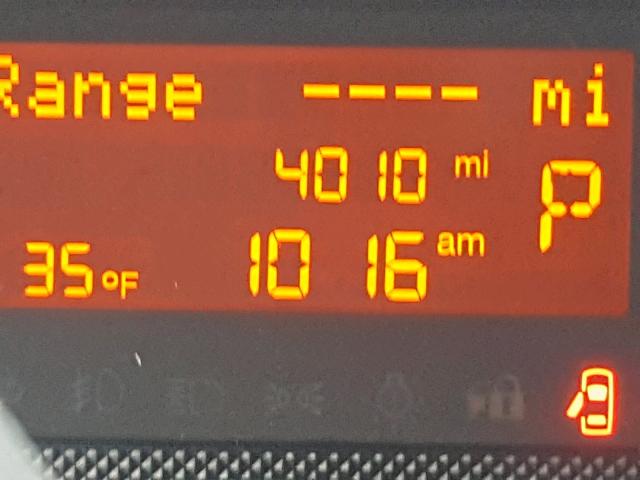 Range ---- mi
4010 mi P
35°F 10 16 am